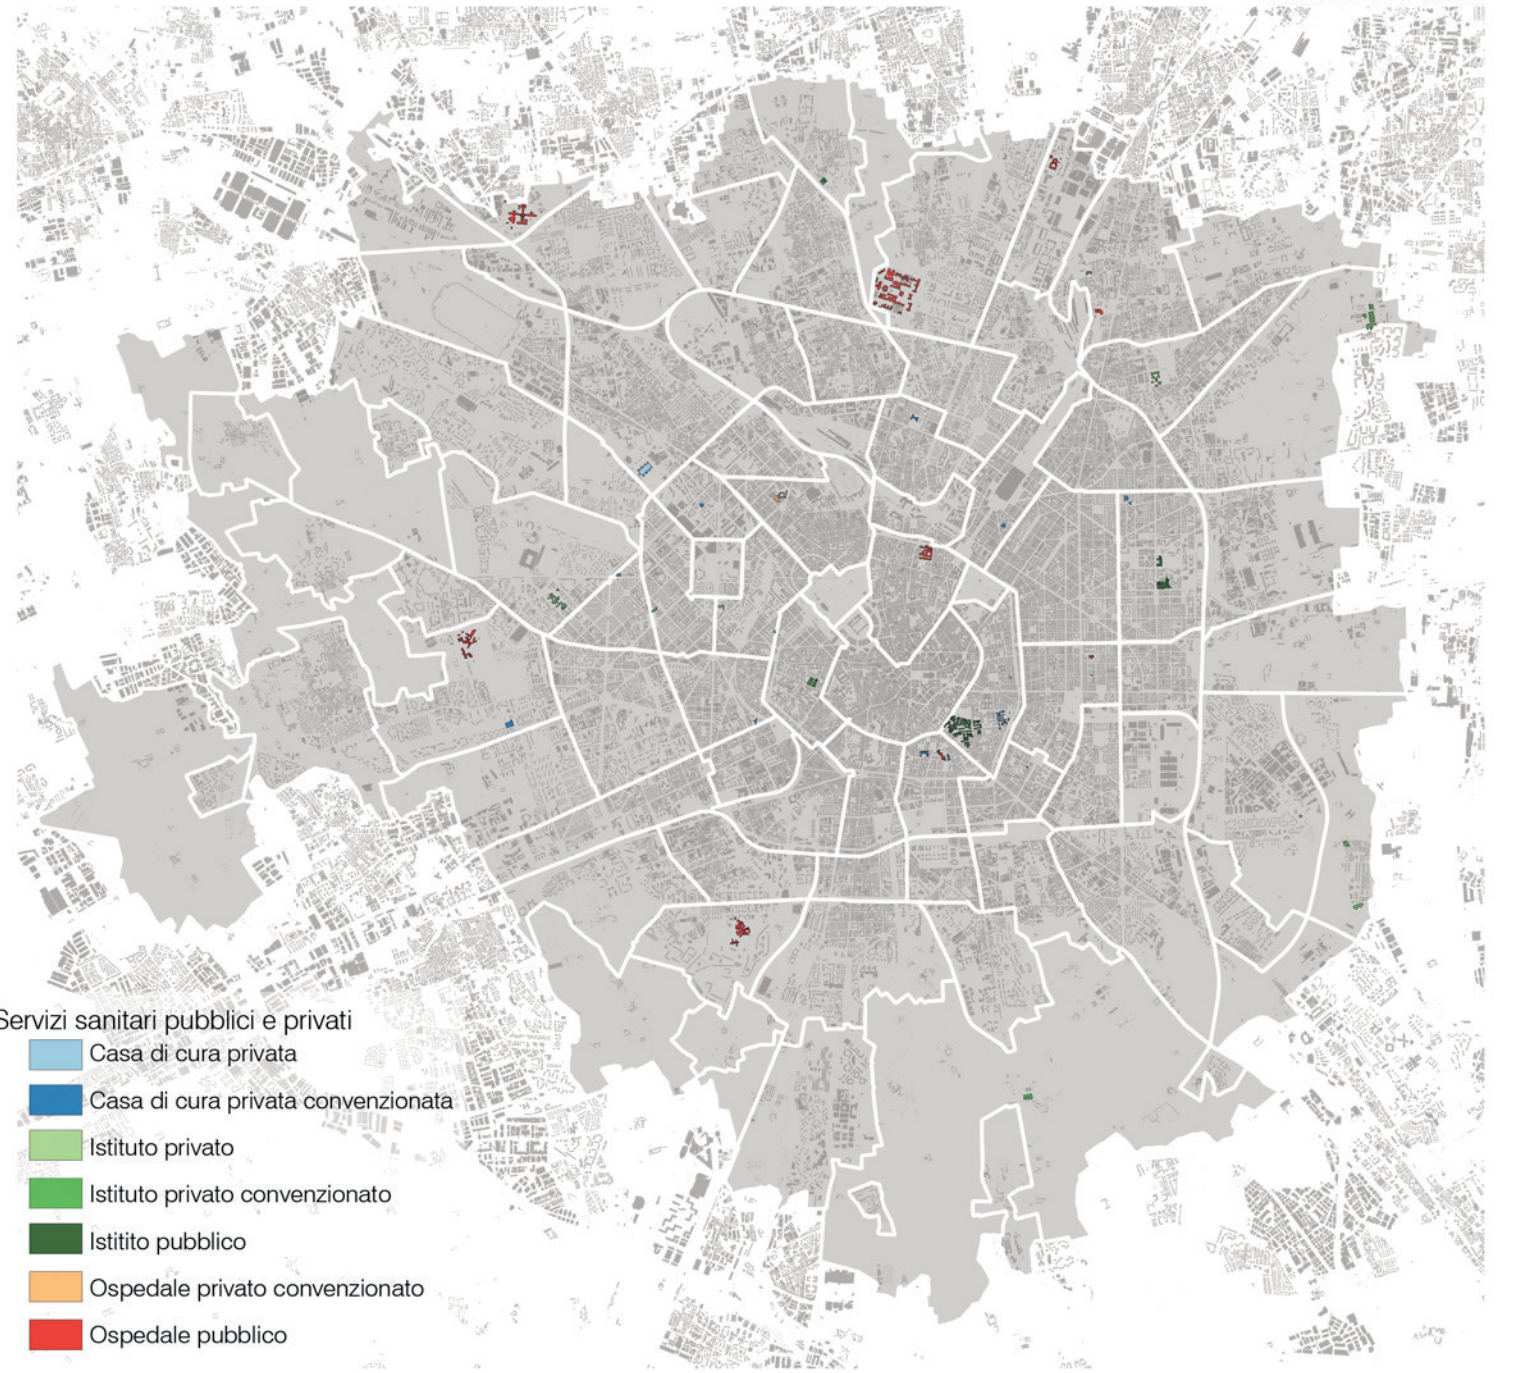 Servizi sanitari pubblici e privati
Casa di cura privata
Casa di cura privata convenzionata
Istituto privato
Istituto privato convenzionato
Istitito pubblico
Ospedale privato convenzionato
Ospedale pubblico